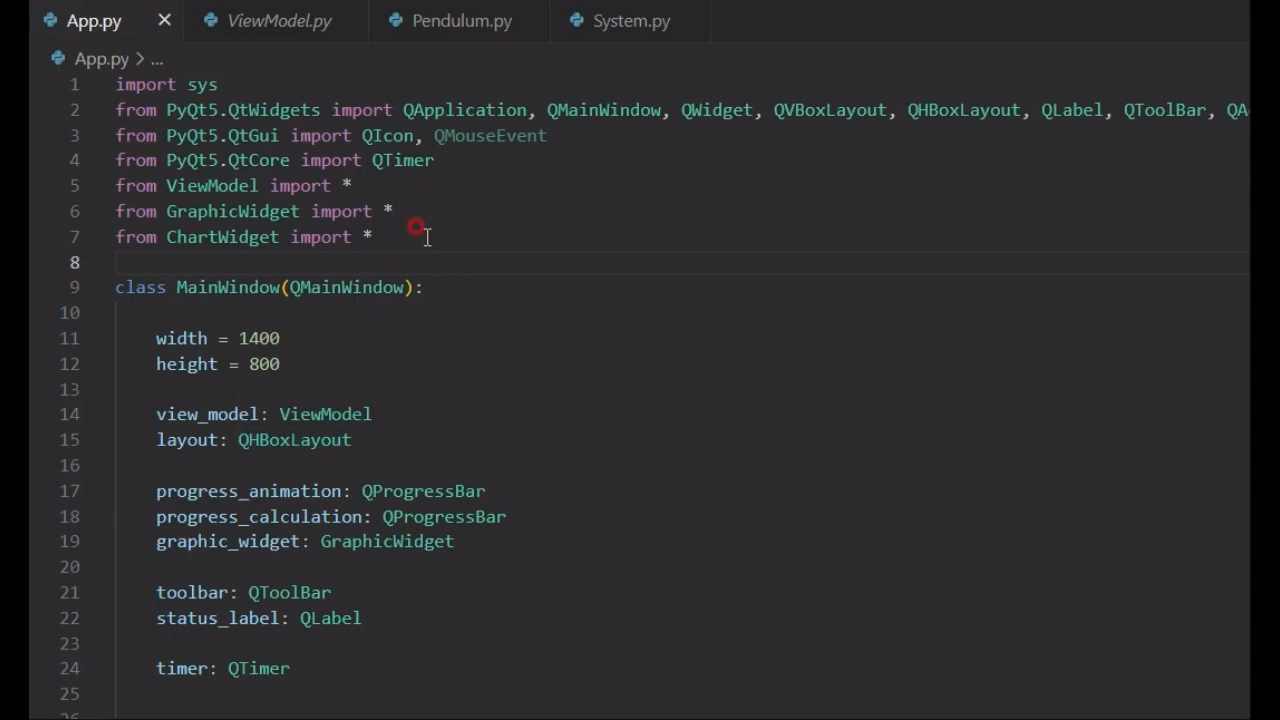 App.py ViewModel.py Pendulum.py System.py
App.py > ...
1 import sys
2 from PyQt5.QtWidgets import QApplication, QMainWindow, QWidget, QVBoxLayout, QHBoxLayout, QLabel, QToolBar, QA
3 from PyQt5.QtGui import QIcon, QMouseEvent
4 from PyQt5.QtCore import QTimer
5 from ViewModel import *
6 from GraphicWidget import *
7 from ChartWidget import *
8
9 class MainWindow(QMainWindow):
10
11 width = 1400
12 height = 800
13
14 view_model: ViewModel
15 layout: QHBoxLayout
16
17 progress_animation: QProgressBar
18 progress_calculation: QProgressBar
19 graphic_widget: GraphicWidget
20
21 toolbar: QToolBar
22 status_label: QLabel
23
24 timer: QTimer
25
26